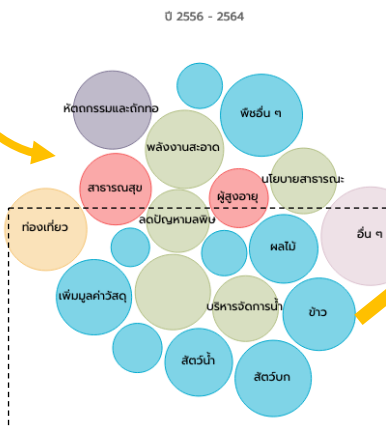 ปี 2556 - 2564
หัตถกรรมและถักทอ
พืชอื่น ๆ
พลังงานสะอาด
นโยบายสาธารณะ
สาธารณสุข
ผู้สูงอายุ
ลดปัญหามลพิษ
ท่องเที่ยว
อื่น ๆ
ผลไม้
เพิ่มมูลค่าวัสดุ
บริหารจัดการน้ำ
ข้าว
สัตว์น้ำ
สัตว์บก